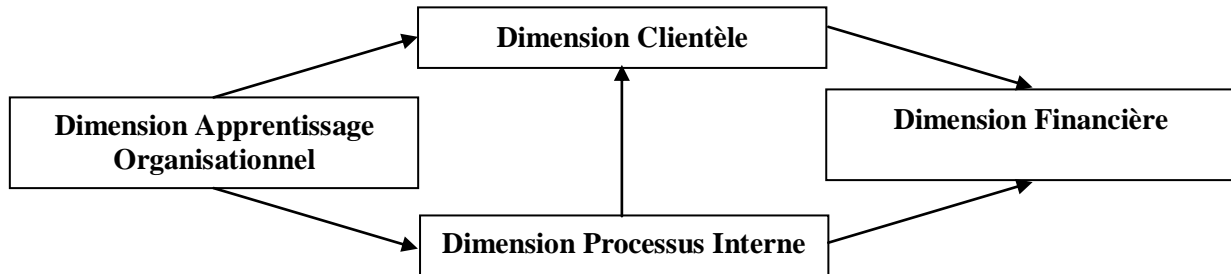 Dimension Clientèle
Dimension Apprentissage
Organisationnel
Dimension Financière
Dimension Processus Interne